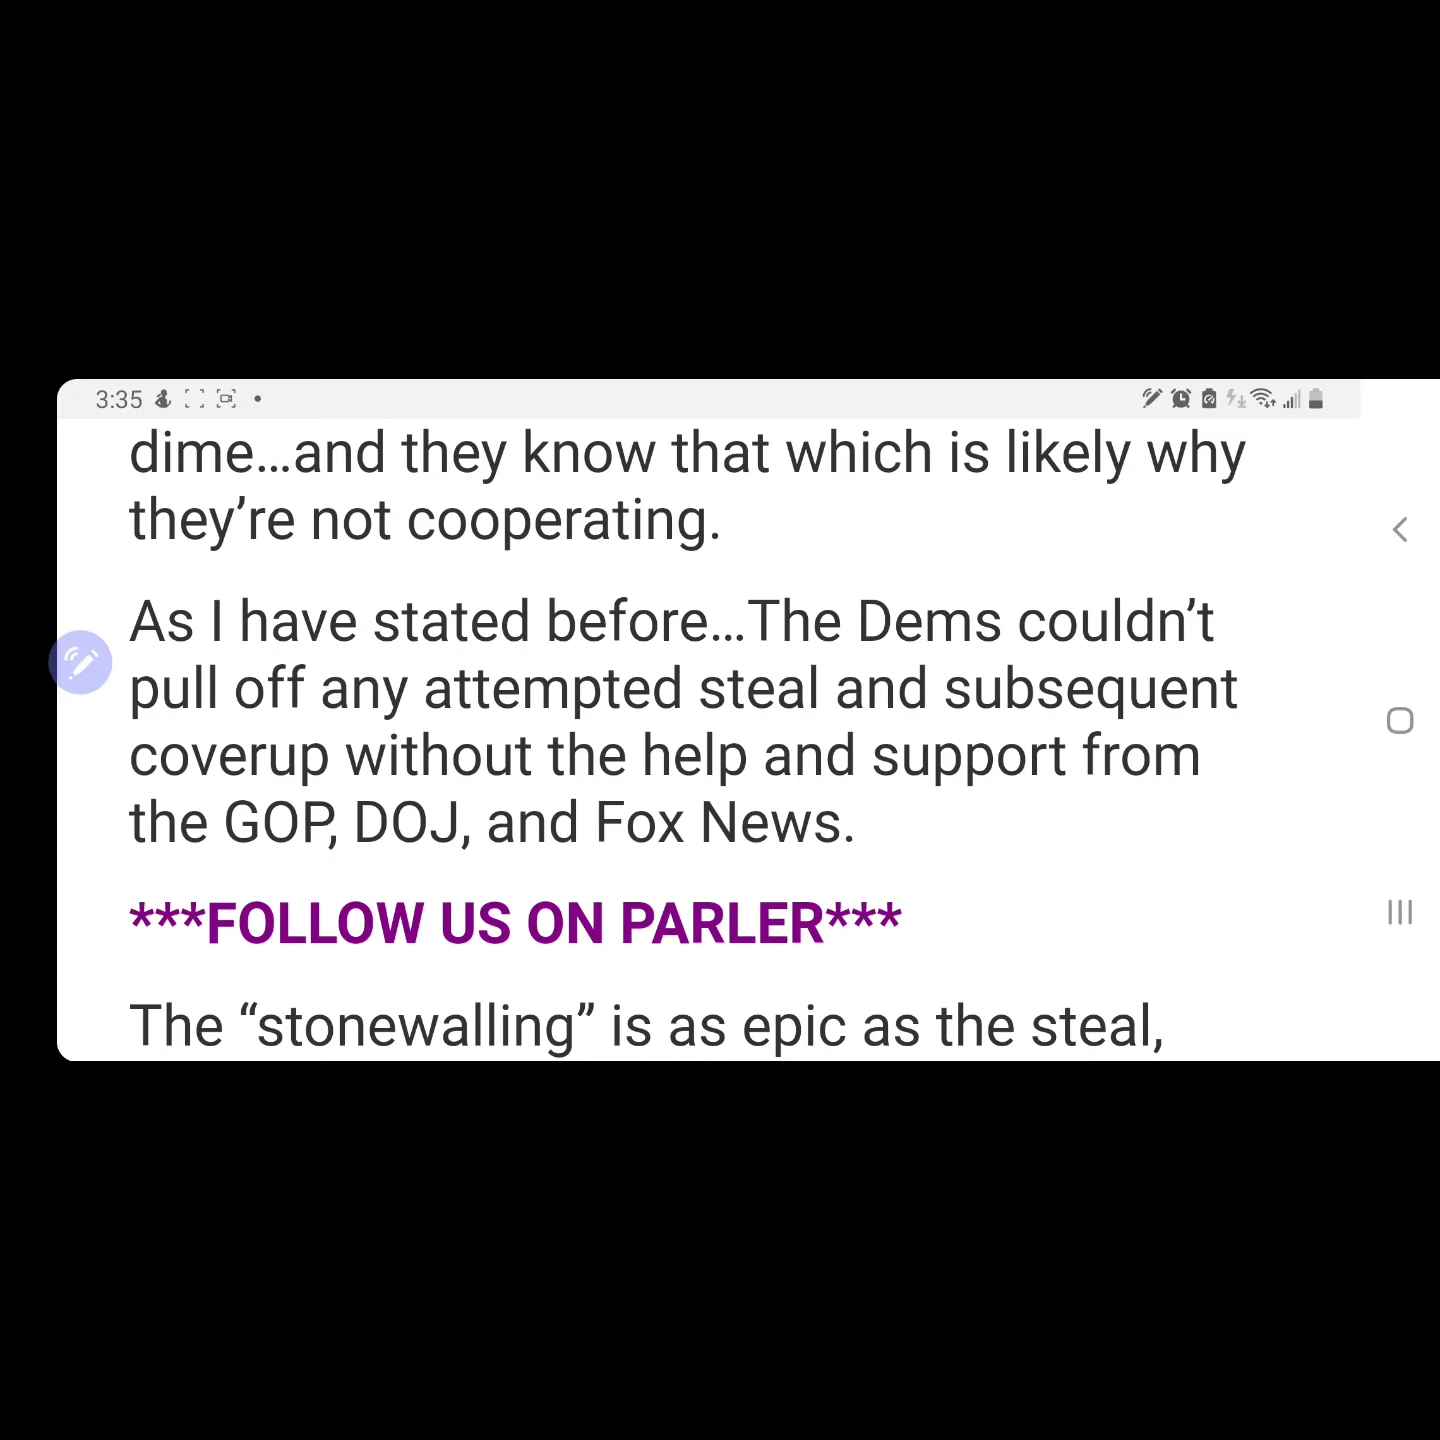 3:35
dime…and they know that which is likely why
they’re not cooperating.
As I have stated before…The Dems couldn’t
pull off any attempted steal and subsequent
coverup without the help and support from
the GOP, DOJ, and Fox News.
***FOLLOW US ON PARLER***
The “stonewalling” is as epic as the steal,